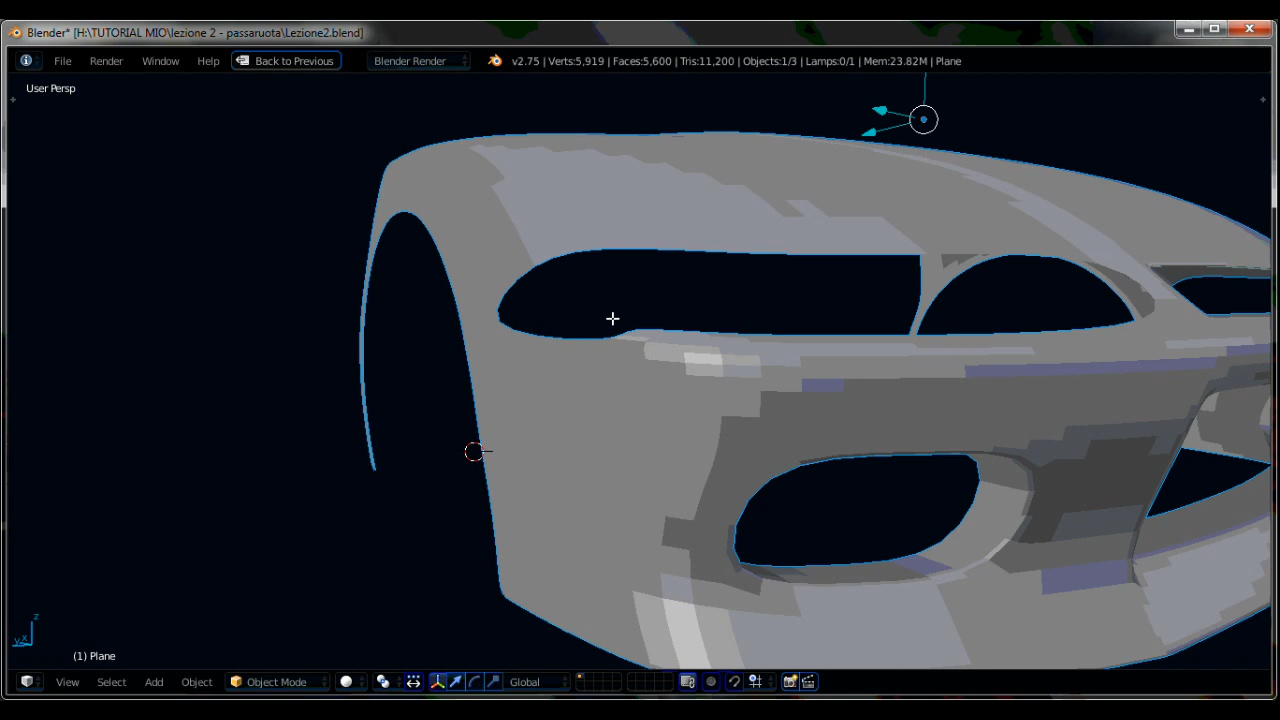 Blender* [H:\TUTORIAL MIO\lezione 2 - passaruota\Lezione2.blend]
File Render Window Help Back to Previous Blender Render v2.75 | Verts:5,919 | Faces:5,600 | Tris:11,200 | Objects:1/3 | Lamps:0/1 | Mem:23.82M | Plane
User Persp
z
y x
(1) Plane
View Select Add Object Object Mode Global